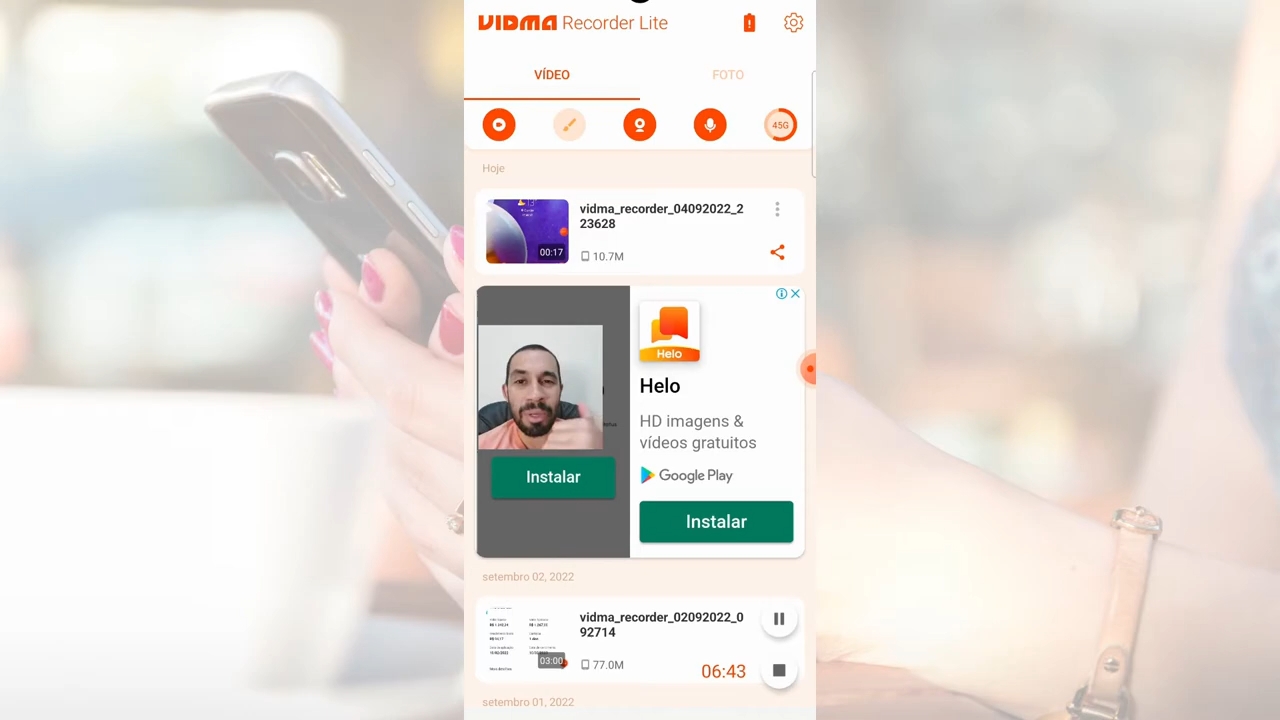 VIDMA Recorder Lite
VÍDEO
FOTO
45G
Hoje
vidma_recorder_04092022_2
23628
00:17
10.7M
Helo
Helo
HD imagens &
vídeos gratuitos
Google Play
Instalar
Instalar
setembro 02, 2022
vidma_recorder_02092022_0
92714
03:00
77.0M
06:43
setembro 01, 2022